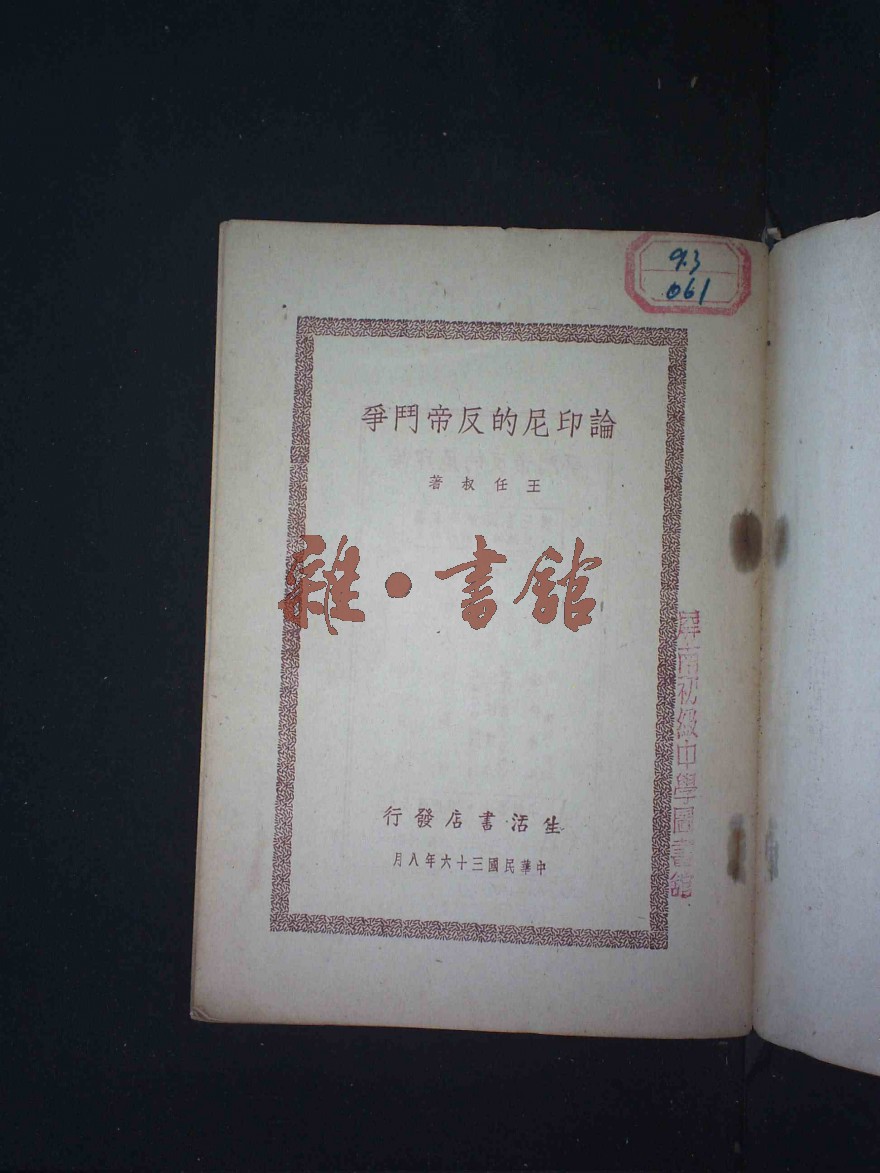 93
061
論印尼的反帝鬥爭
王任叔著
雜·書館
生活書店發行
中華民國三十六年八月
屏南初級中學圖書館